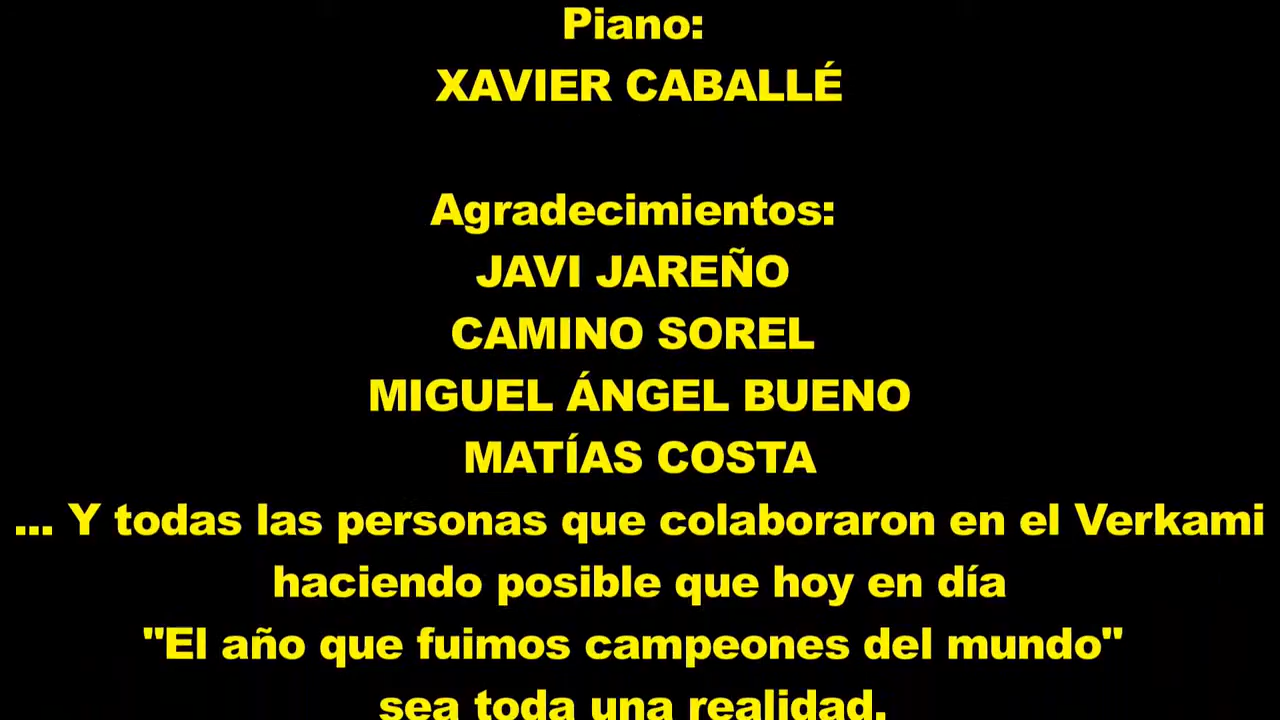 Piano:
XAVIER CABALLÉ
Agradecimientos:
JAVI JAREÑO
CAMINO SOREL
MIGUEL ÁNGEL BUENO
MATÍAS COSTA
... Y todas las personas que colaboraron en el Verkami
haciendo posible que hoy en día
"El año que fuimos campeones del mundo"
sea toda una realidad.